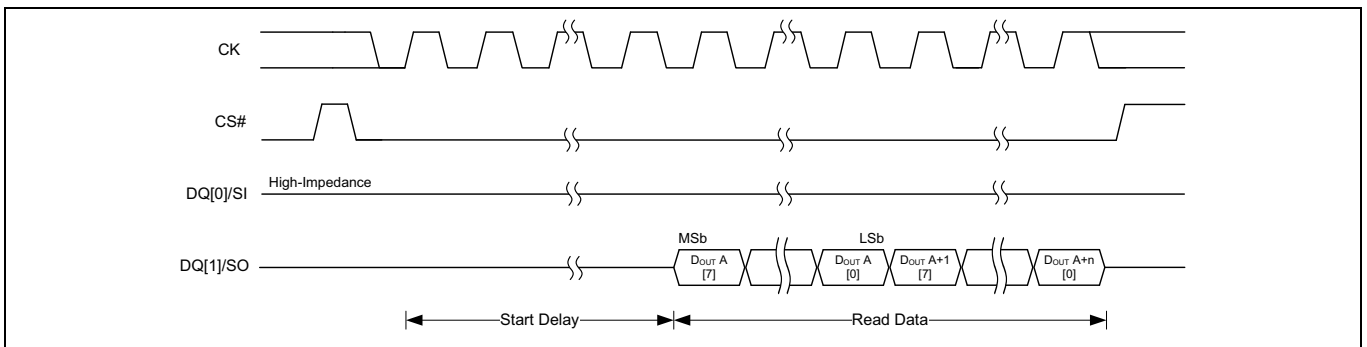 CK
CS#
DQ[0]/SI High-Impedance
MSb LSb
DQ[1]/SO
DOUT A DOUT A DOUT A+1 DOUT A+n
[7] [0] [7] [0]
Start Delay Read Data